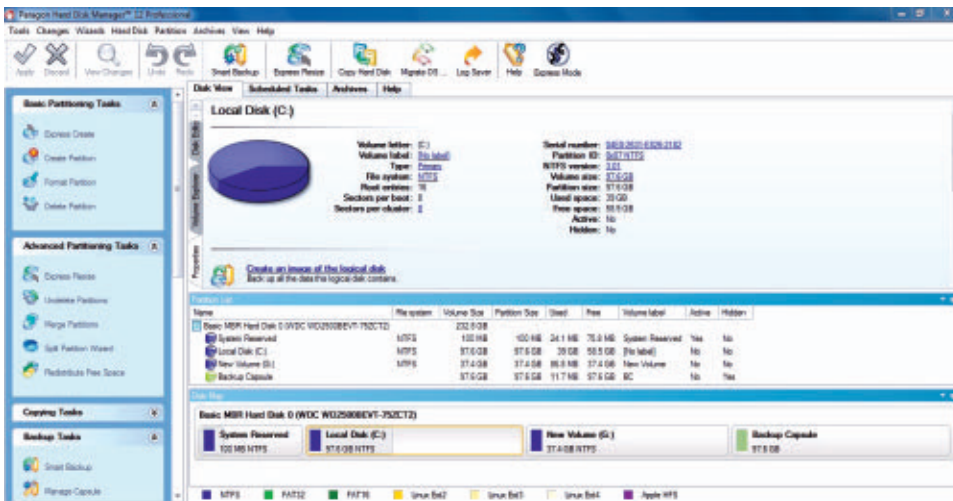 Paragon Hard Disk Manager™ 12 Professional
Tools Changes Wizards Hard Disk Partition Archives View Help
Apply Discard View Changes Undo Redo Smart Backup Express Resize Copy Hard Disk Migrate OS ... Log Saver Help Express Mode
Disk View Scheduled Tasks Archives Help
Basic Partitioning Tasks
Express Create
Create Partition
Format Partition
Delete Partition
Advanced Partitioning Tasks
Express Resize
Undelete Partitions
Merge Partitions
Split Partition Wizard
Redistribute Free Space
Copying Tasks
Backup Tasks
Smart Backup
Manage Capsule
Disk Editor
Volume Explorer
Properties
Local Disk (C:)
Volume letter: (C:)
Volume label: [No label]
Type: Primary
File system: NTFS
Root entries: 16
Sectors per boot: 8
Sectors per cluster: 8
Serial number:
Partition ID: 0x07 NTFS
NTFS version: 3.01
Volume size: 97.6 GB
Partition size: 97.6 GB
Used space: 39 GB
Free space: 58.5 GB
Active: No
Hidden: No
Create an image of the logical disk
Back up all the data the logical disk contains.
Partition List
Name File system Volume Size Partition Size Used Free Volume label Active Hidden
Basic MBR Hard Disk 0 (WDC WD2500BEVT-75ZCT2) 232.8 GB
System Reserved NTFS 100 MB 100 MB 24.1 MB 75.8 MB System Reserved Yes No
Local Disk (C:) NTFS 97.6 GB 97.6 GB 39 GB 58.5 GB [No label] No No
New Volume (G:) NTFS 37.4 GB 37.4 GB 86.8 MB 37.4 GB New Volume No No
Backup Capsule 97.6 GB 97.6 GB 11.7 MB 97.6 GB BC No Yes
Disk Map
Basic MBR Hard Disk 0 (WDC WD2500BEVT-75ZCT2)
System Reserved
100 MB NTFS
Local Disk (C:)
97.6 GB NTFS
New Volume (G:)
37.4 GB NTFS
Backup Capsule
97.6 GB
NTFS FAT32 FAT16 Linux Ext2 Linux Ext3 Linux Ext4 Apple HFS